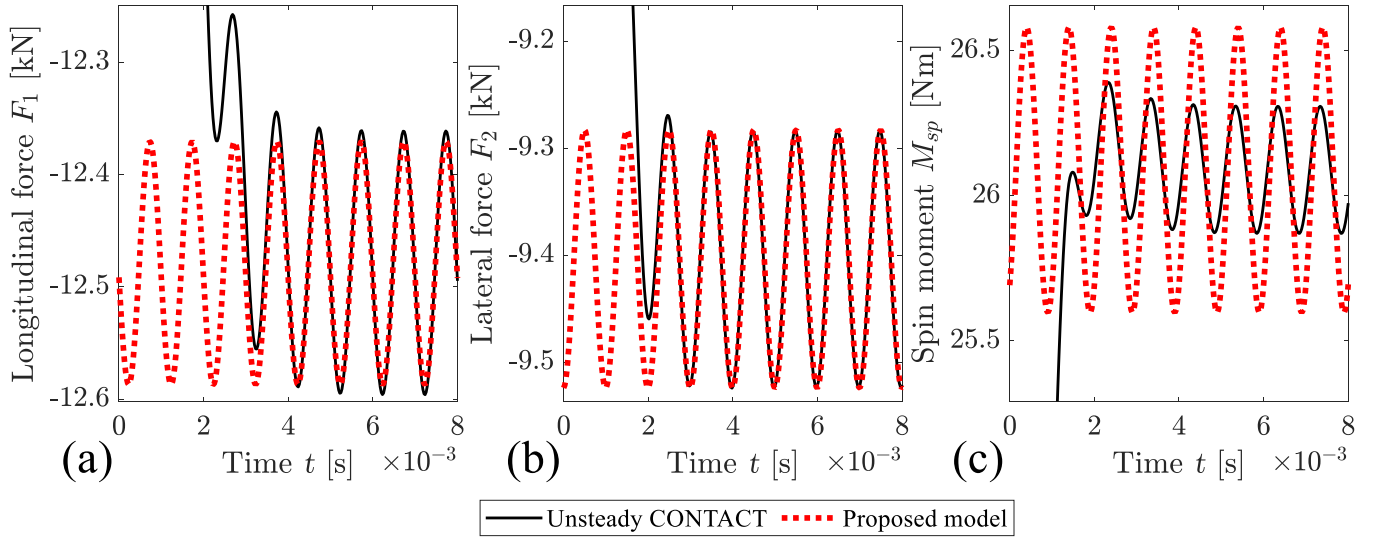 Longitudinal force F₁ [kN]
-12.3
-12.4
-12.5
-12.6
0 2 4 6 8
Time t [s] ×10⁻³
(a)
Lateral force F₂ [kN]
-9.2
-9.3
-9.4
-9.5
0 2 4 6 8
Time t [s] ×10⁻³
(b)
Spin moment Mₛₚ [Nm]
26.5
26
25.5
0 2 4 6 8
Time t [s] ×10⁻³
(c)
Unsteady CONTACT Proposed model